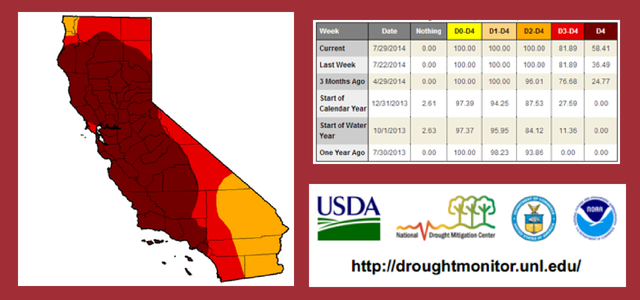 Week Date Nothing D0-D4 D1-D4 D2-D4 D3-D4 D4
Current 7/29/2014 0.00 100.00 100.00 100.00 81.89 58.41
Last Week 7/22/2014 0.00 100.00 100.00 100.00 81.89 36.49
3 Months Ago 4/29/2014 0.00 100.00 100.00 96.01 76.68 24.77
Start of
Calendar Year 12/31/2013 2.61 97.39 94.25 87.53 27.59 0.00
Start of Water
Year 10/1/2013 2.63 97.37 95.95 84.12 11.36 0.00
One Year Ago 7/30/2013 0.00 100.00 98.23 93.86 0.00 0.00
USDA
National Drought Mitigation Center
NOAA
http://droughtmonitor.unl.edu/